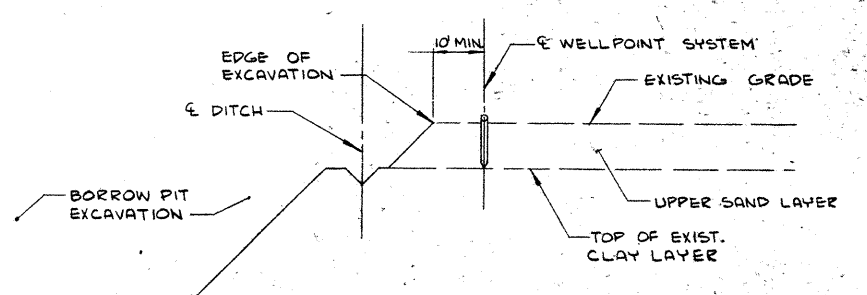 10' MIN.
℄ WELLPOINT SYSTEM
EDGE OF
EXCAVATION
EXISTING GRADE
℄ DITCH
BORROW PIT
EXCAVATION
UPPER SAND LAYER
TOP OF EXIST.
CLAY LAYER